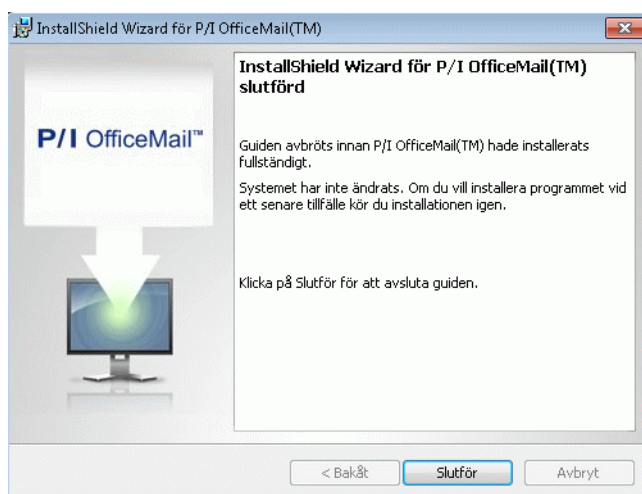 InstallShield Wizard för P/I OfficeMail(TM)
InstallShield Wizard för P/I OfficeMail(TM)
slutförd
P/I OfficeMail™
Guiden avbröts innan P/I OfficeMail(TM) hade installerats
fullständigt.
Systemet har inte ändrats. Om du vill installera programmet vid
ett senare tillfälle kör du installationen igen.
Klicka på Slutför för att avsluta guiden.
< Bakåt
Slutför
Avbryt